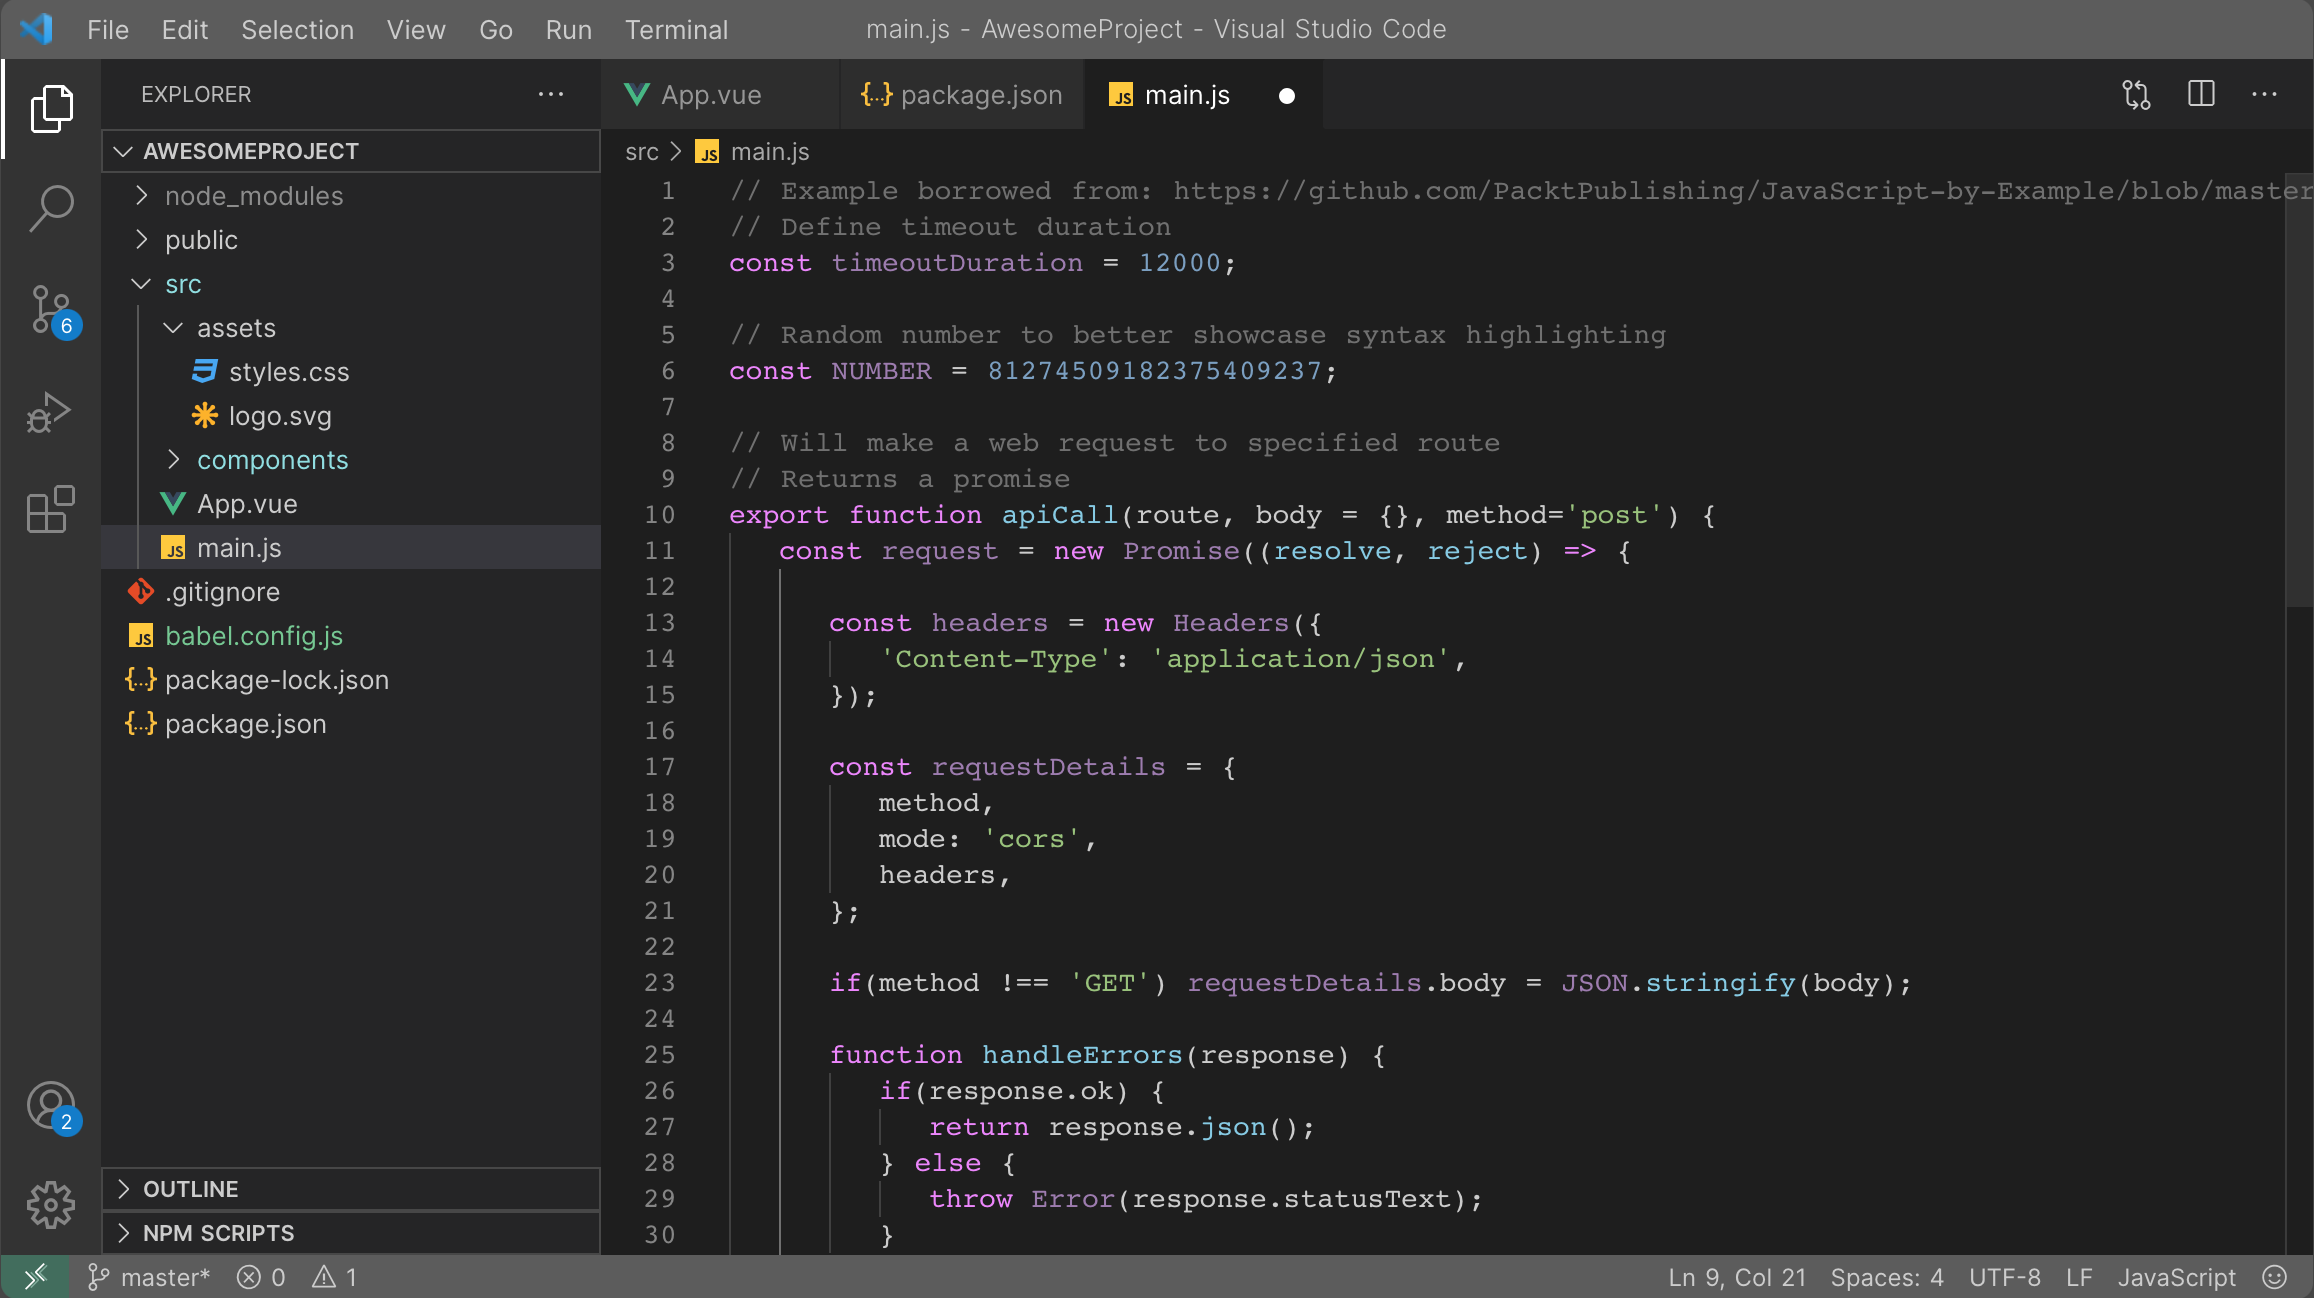 File Edit Selection View Go Run Terminal main.js - AwesomeProject - Visual Studio Code
EXPLORER ···
AWESOMEPROJECT
node_modules
public
src
assets
styles.css
logo.svg
components
App.vue
JS main.js
.gitignore
JS babel.config.js
{...} package-lock.json
{...} package.json
OUTLINE
NPM SCRIPTS
6
2
App.vue {...} package.json JS main.js
src > JS main.js
1 // Example borrowed from: https://github.com/PacktPublishing/JavaScript-by-Example/blob/master
2 // Define timeout duration
3 const timeoutDuration = 12000;
4
5 // Random number to better showcase syntax highlighting
6 const NUMBER = 81274509182375409237;
7
8 // Will make a web request to specified route
9 // Returns a promise
10 export function apiCall(route, body = {}, method='post') {
11 const request = new Promise((resolve, reject) => {
12
13 const headers = new Headers({
14 'Content-Type': 'application/json',
15 });
16
17 const requestDetails = {
18 method,
19 mode: 'cors',
20 headers,
21 };
22
23 if(method !== 'GET') requestDetails.body = JSON.stringify(body);
24
25 function handleErrors(response) {
26 if(response.ok) {
27 return response.json();
28 } else {
29 throw Error(response.statusText);
30 }
master* 0 1 Ln 9, Col 21 Spaces: 4 UTF-8 LF JavaScript